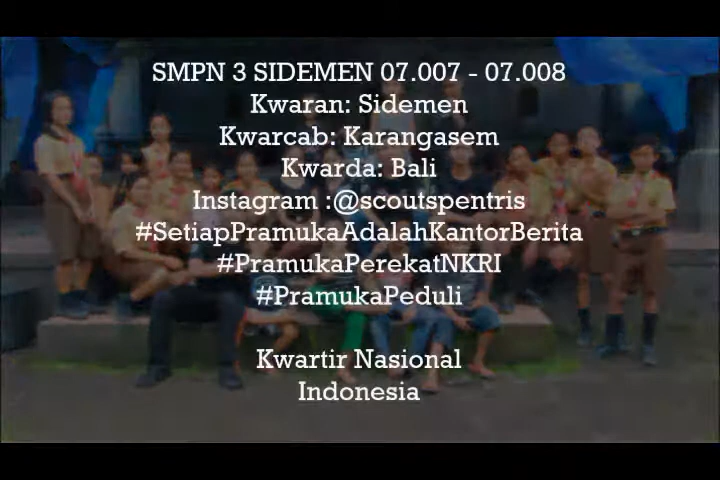 SMPN 3 SIDEMEN 07.007 - 07.008
Kwaran: Sidemen
Kwarcab: Karangasem
Kwarda: Bali
Instagram :@scoutspentris
#SetiapPramukaAdalahKantorBerita
#PramukaPerekatNKRI
#PramukaPeduli
Kwartir Nasional
Indonesia